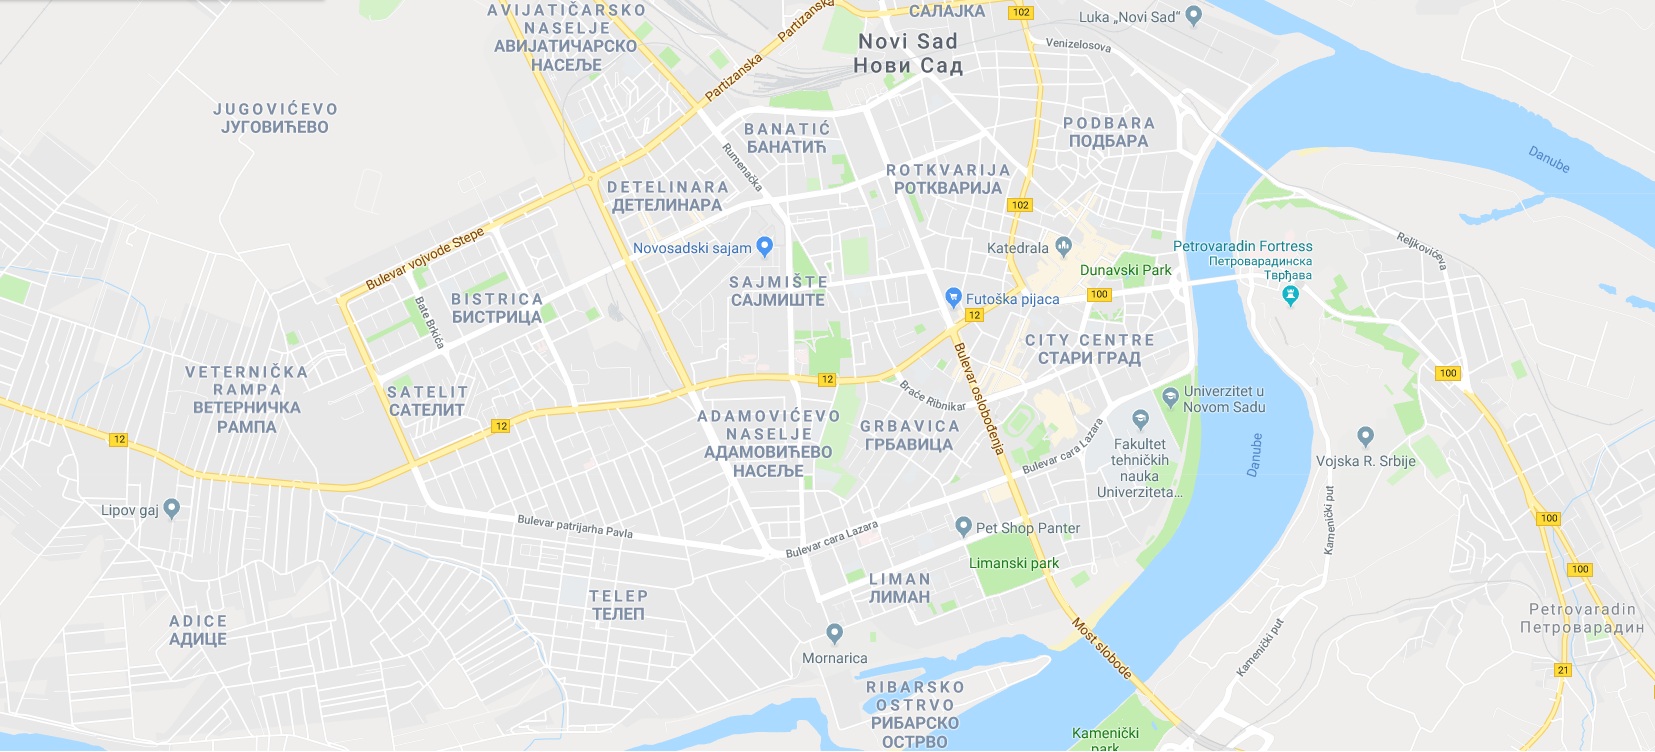 AVIJATIČARSKO
NASELJE
АВИЈАТИЧАРСКО
НАСЕЉЕ
Partizanska
САЛАЈКА
102
Luka „Novi Sad“
Novi Sad
Нови Сад
Venizelosova
Partizanska
JUGOVIĆEVO
ЈУГОВИЋЕВО
BANATIĆ
БАНАТИЋ
PODBARA
ПОДБАРА
Danube
Rumenačka
ROTKVARIJA
РОТКВАРИЈА
DETELINARA
ДЕТЕЛИНАРА
102
Bulevar vojvode Stepe
Novosadski sajam
Katedrala
Petrovaradin Fortress
Петроварадинска
Тврђава
Reljkovićeva
Dunavski Park
SAJMIŠTE
САЈМИШТЕ
BISTRICA
БИСТРИЦА
Bate Brkića
Futoška pijaca
100
12
CITY CENTRE
СТАРИ ГРАД
Bulevar oslobođenja
VETERNIČKA
RAMPA
ВЕТЕРНИЧКА
РАМПА
SATELIT
САТЕЛИТ
12
Braće Ribnikar
100
Univerzitet u
Novom Sadu
ADAMOVIĆEVO
NASELJE
АДАМОВИЋЕВО
НАСЕЉЕ
GRBAVICA
ГРБАВИЦА
12
12
Bulevar cara Lazara
Fakultet
tehničkih
nauka
Univerziteta...
Danube
Vojska R. Srbije
Lipov gaj
Bulevar patrijarha Pavla
Bulevar cara Lazara
Pet Shop Panter
Kamenički put
100
Limanski park
100
LIMAN
ЛИМАН
TELEP
ТЕЛЕП
ADICE
АДИЦЕ
Petrovaradin
Петроварадин
Most slobode
Kamenički put
Mornarica
21
RIBARSKO
OSTRVO
РИБАРСКО
ОСТРВО
Kamenički
park